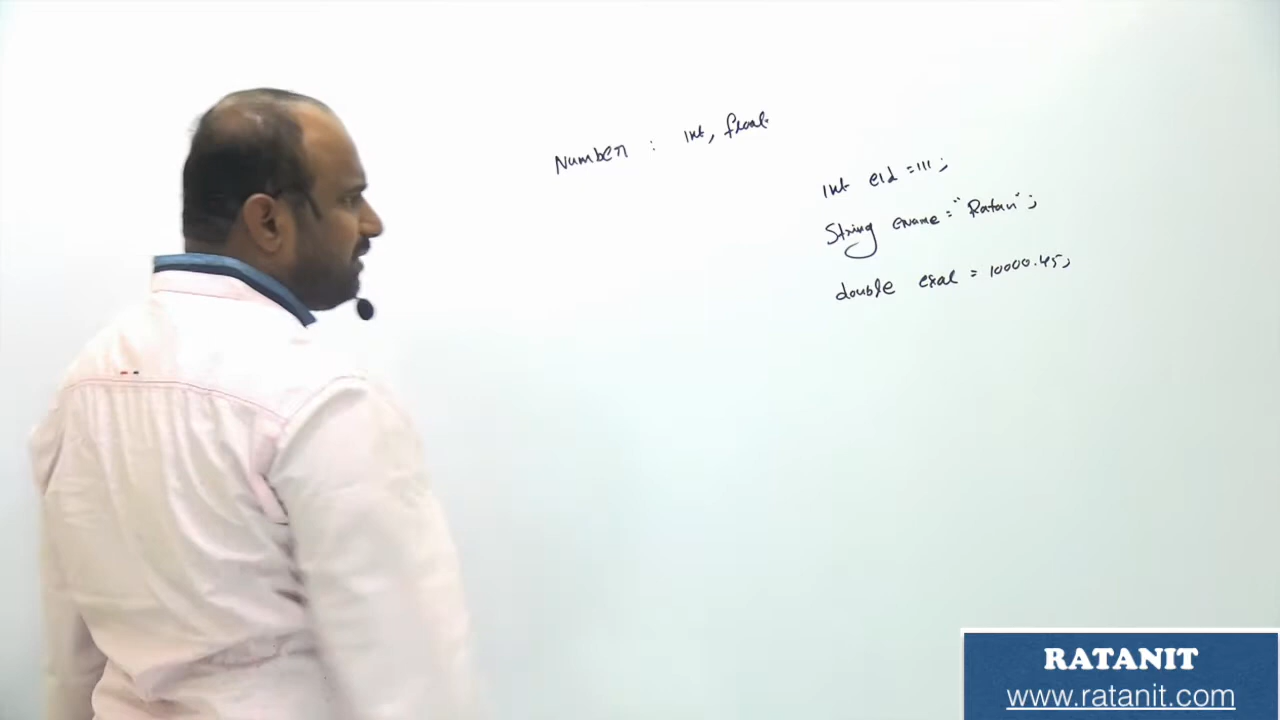 Number : int, float
int eid = 111;
String ename = "Ratan";
double esal = 10000.45;
RATANIT
www.ratanit.com